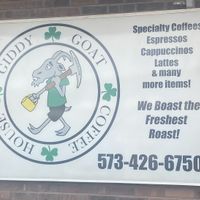 GIDDY GOAT
COFFEE HOUSE
Specialty Coffees
Espressos
Cappuccinos
Lattes
& many
more items!
We Boast the
Freshest
Roast!
573-426-6750